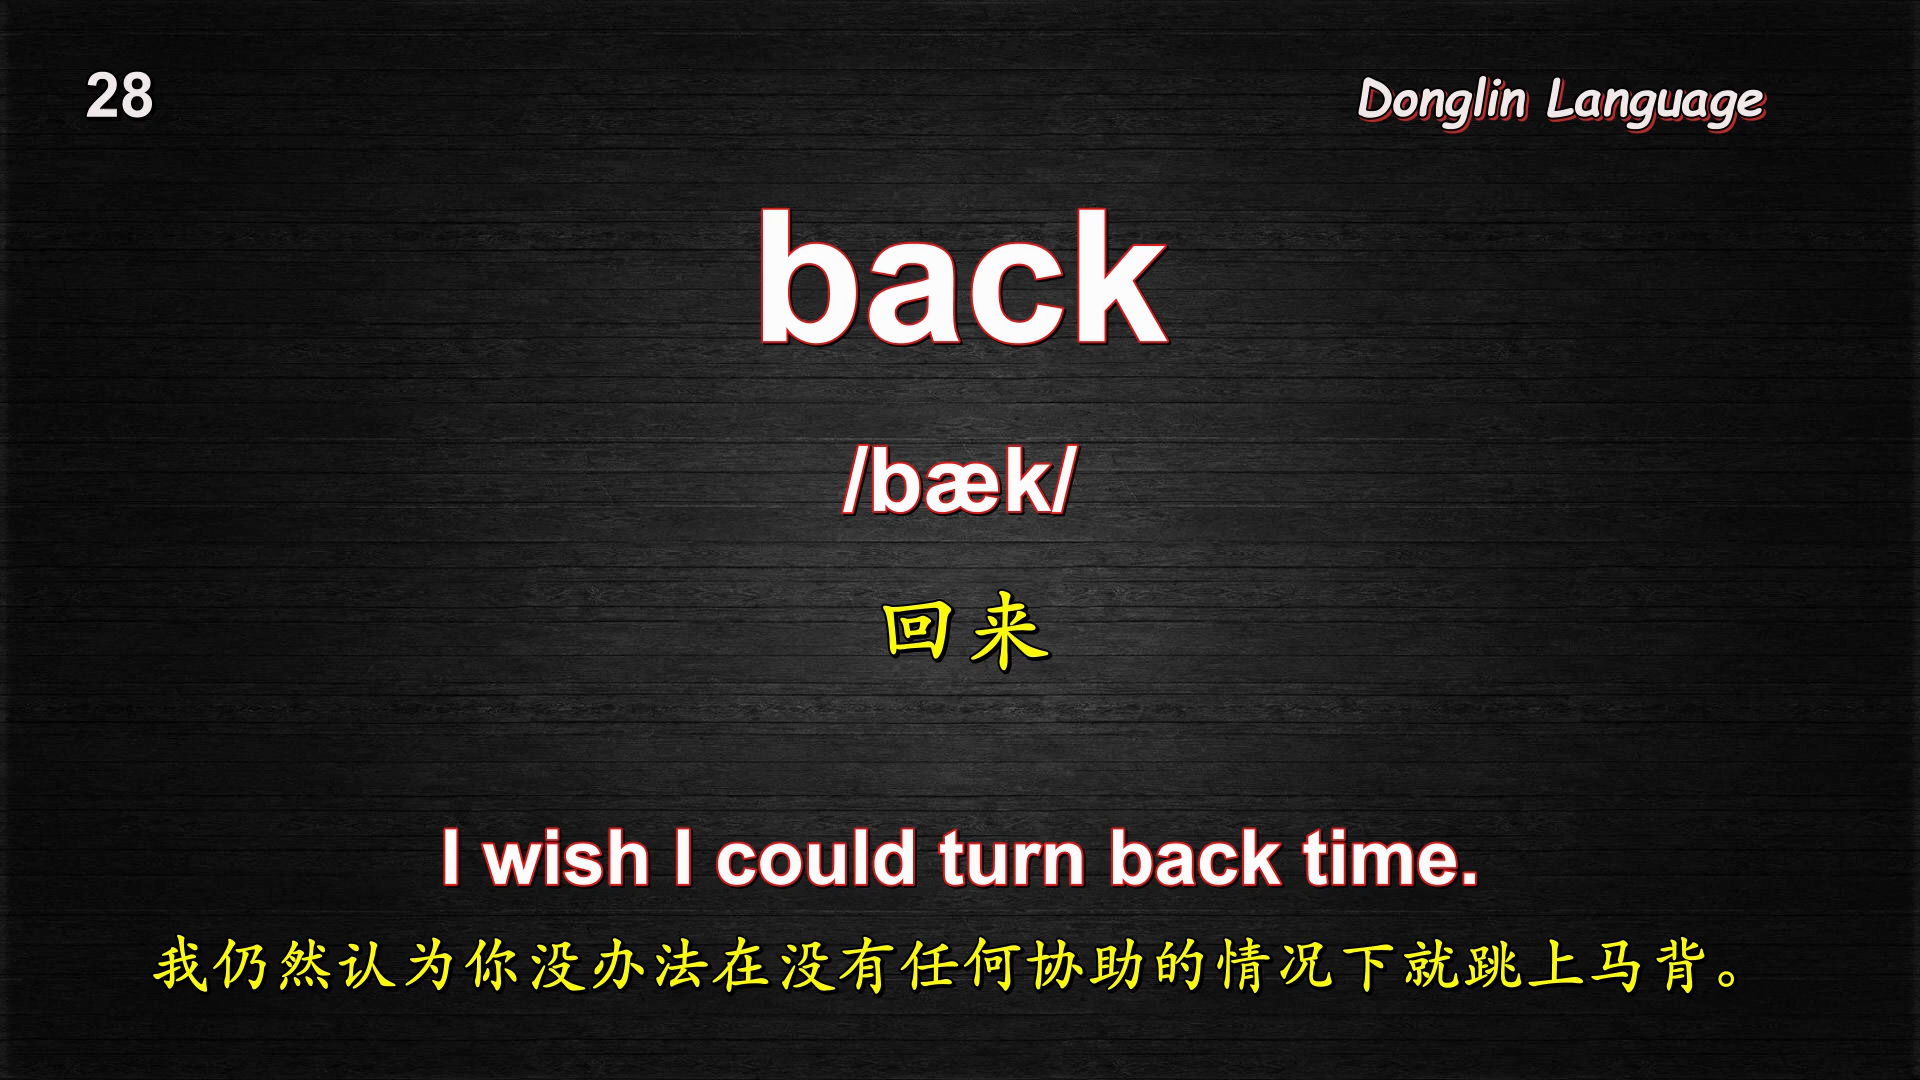 28
Donglin Language
back
/bæk/
回来
I wish I could turn back time.
我仍然认为你没办法在没有任何协助的情况下就跳上马背。